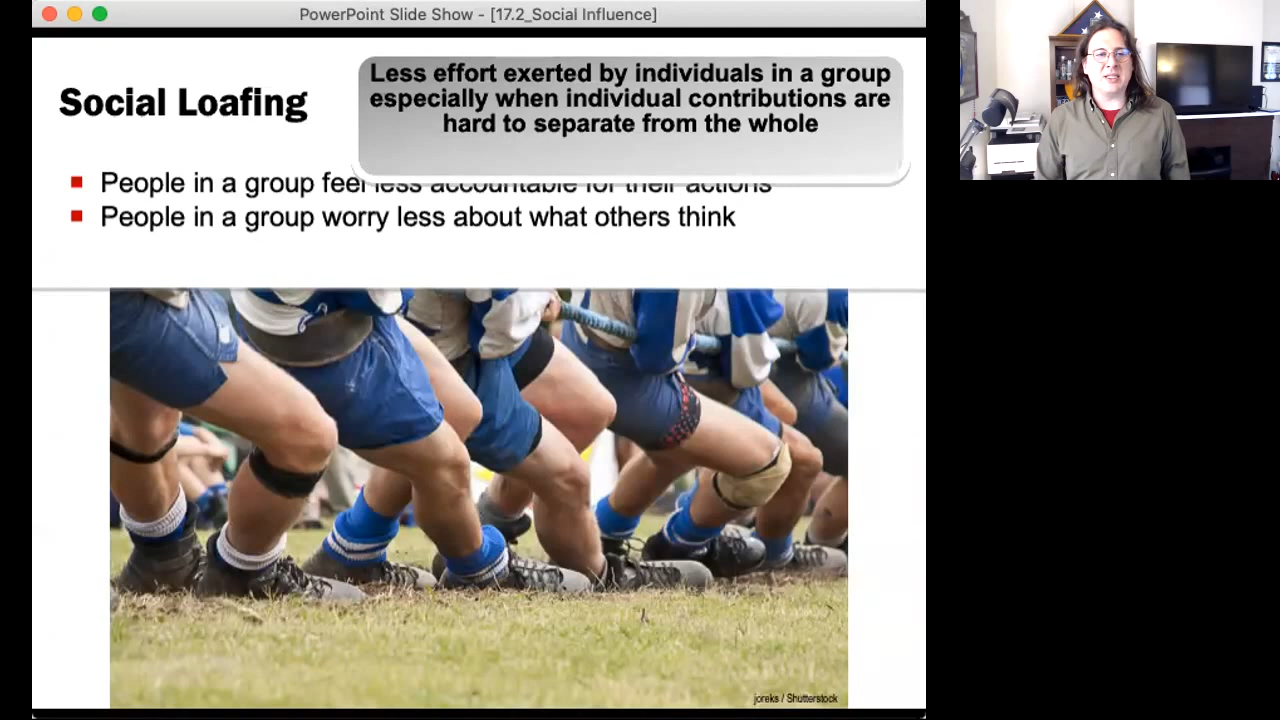 PowerPoint Slide Show - [17.2_Social Influence]
Social Loafing
Less effort exerted by individuals in a group
especially when individual contributions are
hard to separate from the whole
People in a group feel less accountable for their actions
People in a group worry less about what others think
joreks / Shutterstock